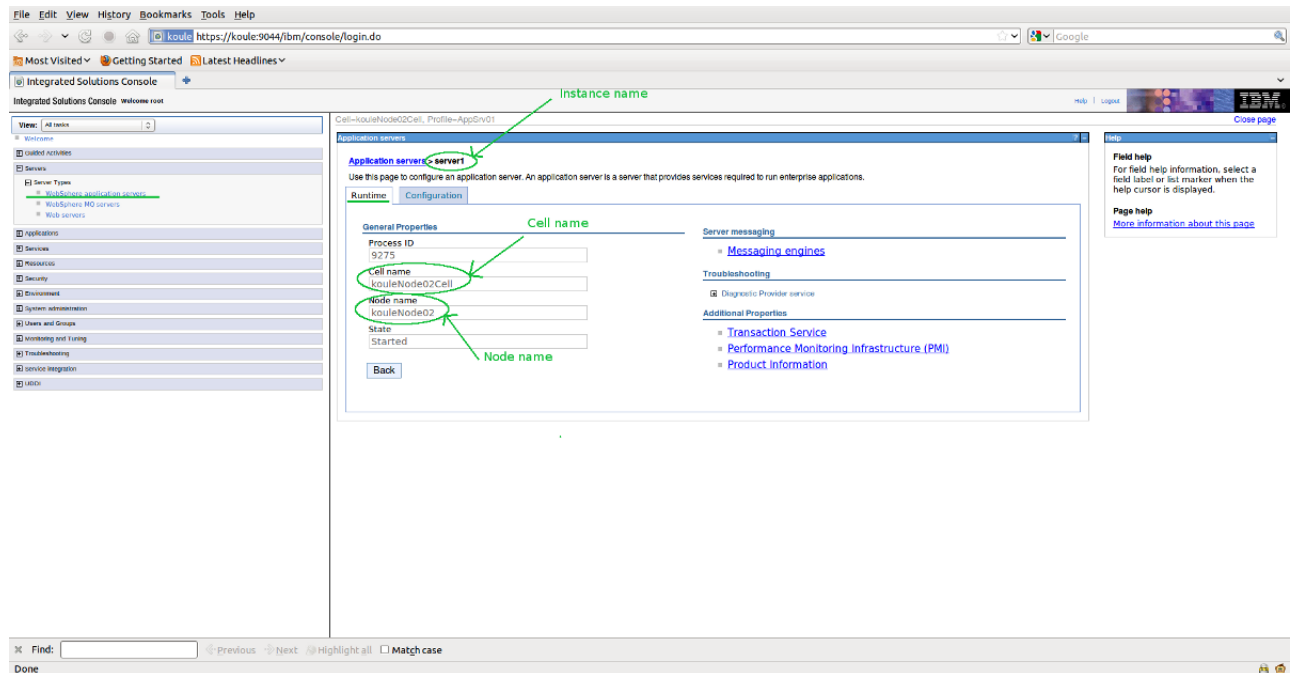 File Edit View History Bookmarks Tools Help
koule https://koule:9044/ibm/console/login.do
Google
Most Visited Getting Started Latest Headlines
Integrated Solutions Console
Integrated Solutions Console Welcome root
Help | Logout
IBM.
View: All tasks
Welcome
Guided Activities
Servers
Server Types
WebSphere application servers
WebSphere MQ servers
Web servers
Applications
Services
Resources
Security
Environment
System administration
Users and Groups
Monitoring and Tuning
Troubleshooting
Service integration
UDDI
Instance name
Cell=kouleNode02Cell, Profile=AppSrv01
Close page
Application servers
? -
Application servers > server1
Use this page to configure an application server. An application server is a server that provides services required to run enterprise applications.
Runtime Configuration
General Properties
Cell name
Process ID
9275
Cell name
kouleNode02Cell
Node name
kouleNode02
State
Started
Node name
Back
Server messaging
Messaging engines
Troubleshooting
Diagnostic Provider service
Additional Properties
Transaction Service
Performance Monitoring Infrastructure (PMI)
Product Information
Help
Field help
For field help information, select a
field label or list marker when the
help cursor is displayed.
Page help
More information about this page
Find: Previous Next Highlight all Match case
Done